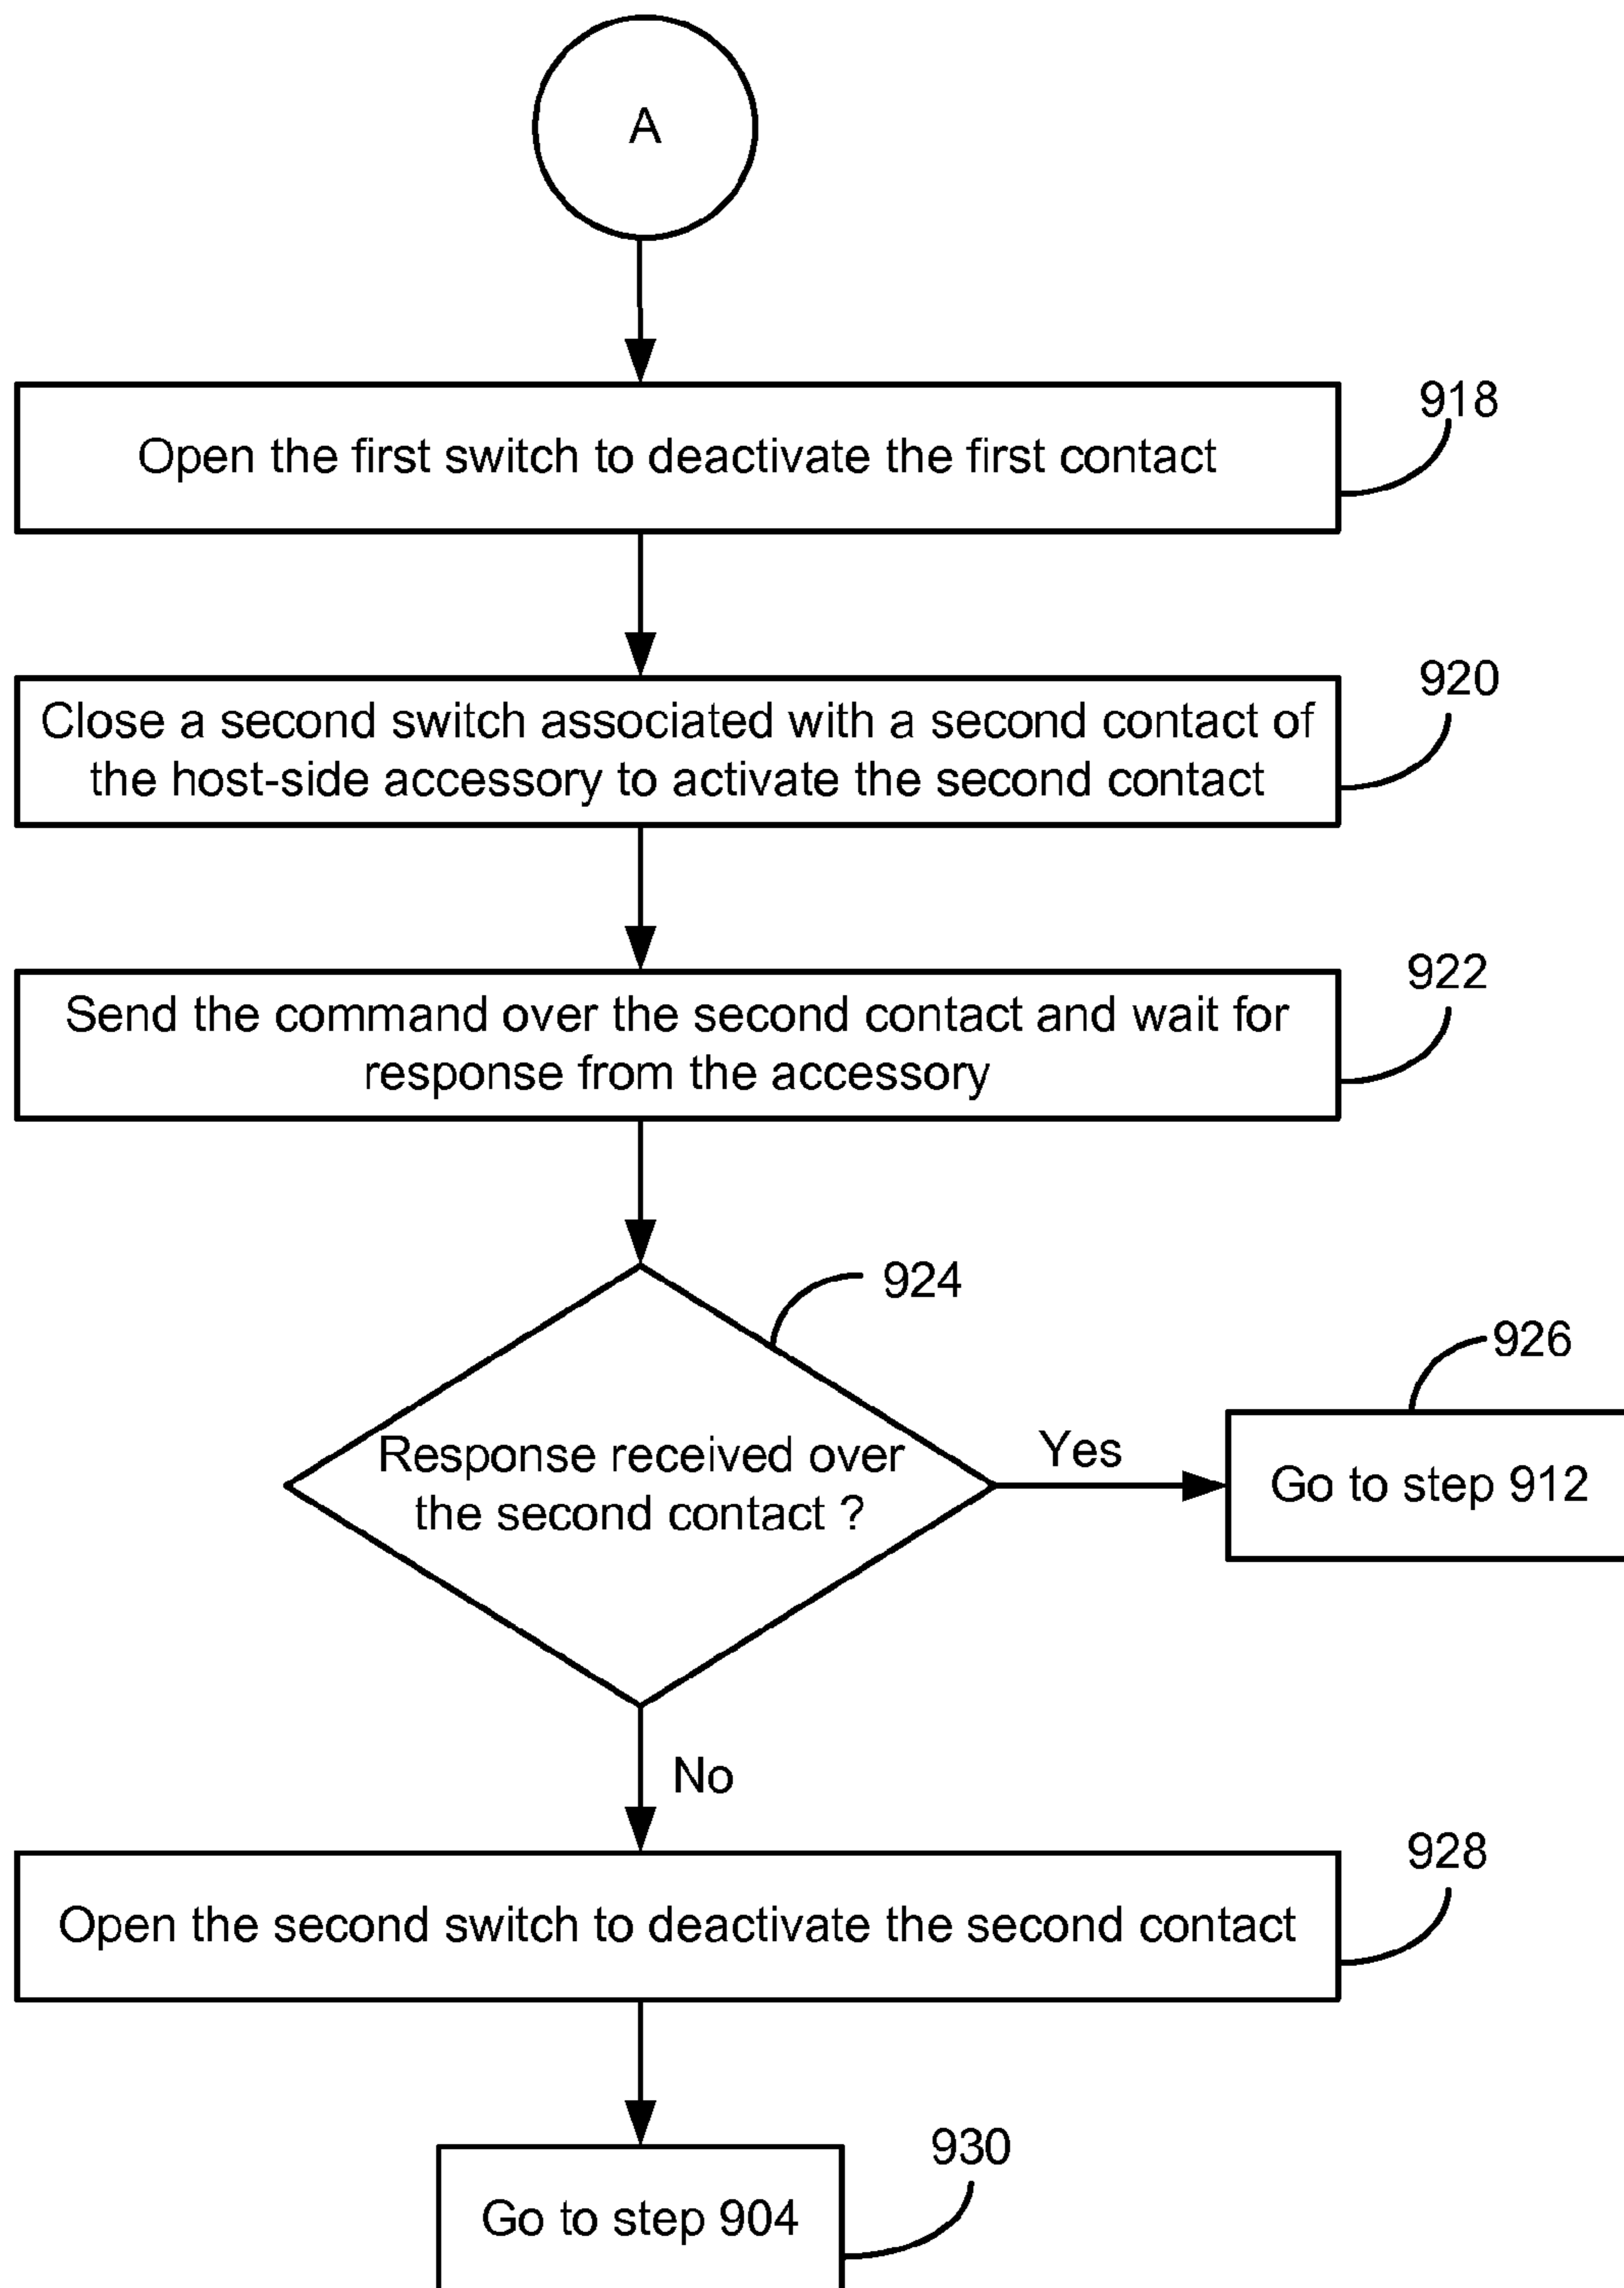 A
918
Open the first switch to deactivate the first contact
920
Close a second switch associated with a second contact of
the host-side accessory to activate the second contact
922
Send the command over the second contact and wait for
response from the accessory
924
926
Response received over
the second contact ?
Yes
Go to step 912
No
928
Open the second switch to deactivate the second contact
930
Go to step 904